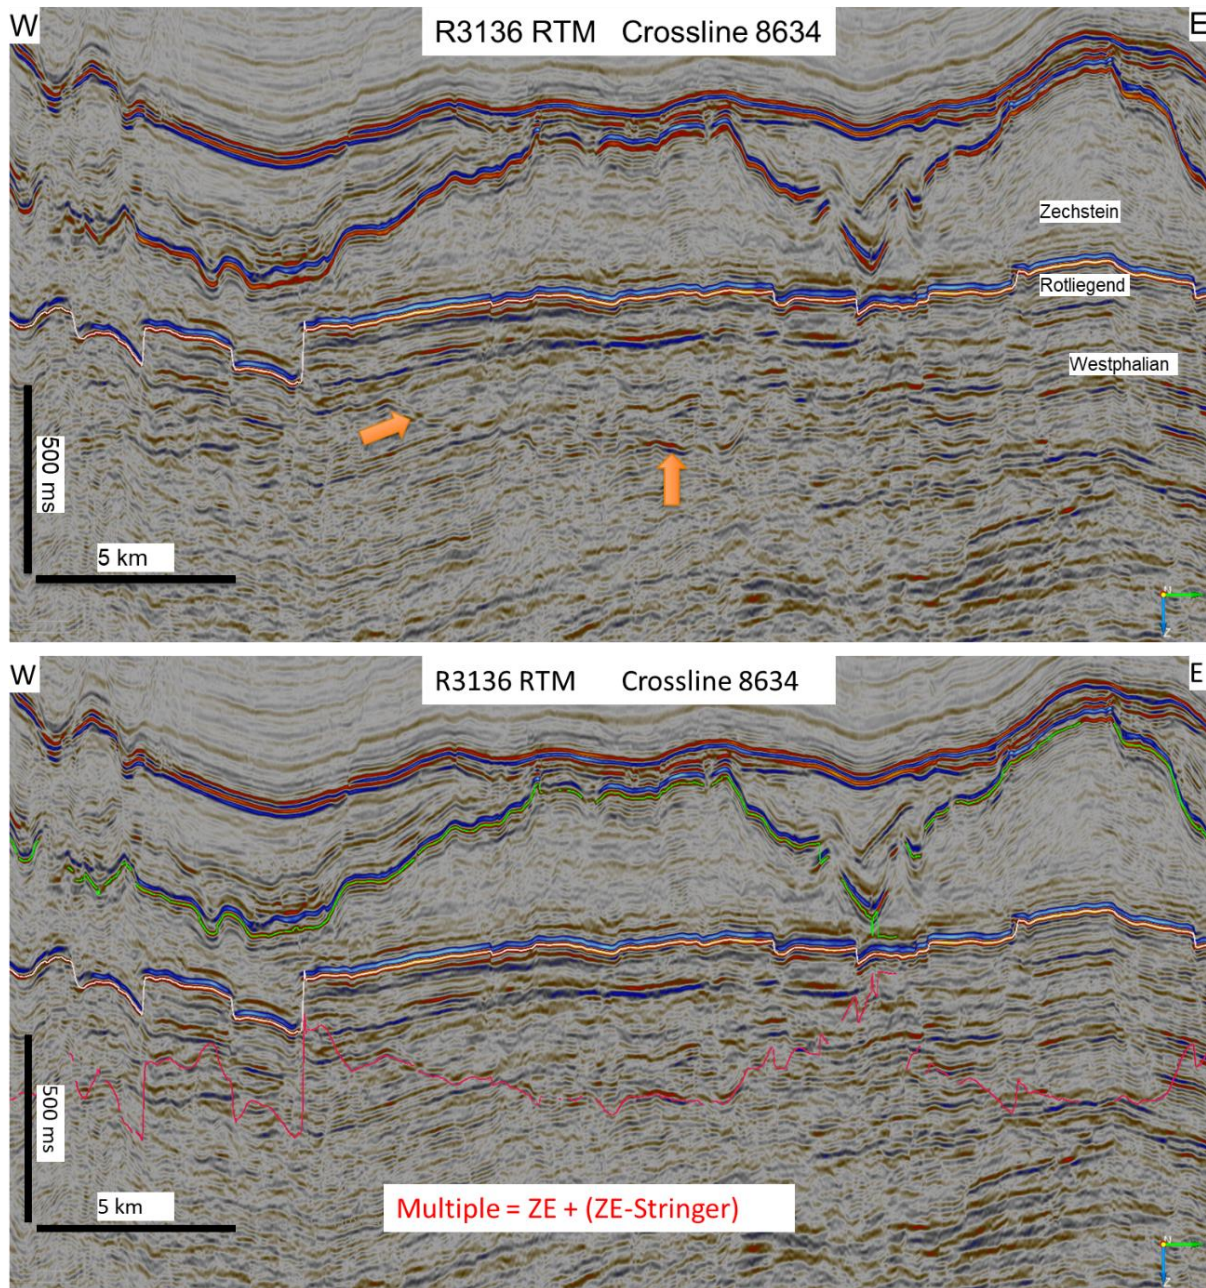 W
R3136 RTM Crossline 8634
E
Zechstein
Rotliegend
Westphalian
500 ms
5 km
Z
W
R3136 RTM Crossline 8634
E
500 ms
5 km
Multiple = ZE + (ZE-Stringer)
Z